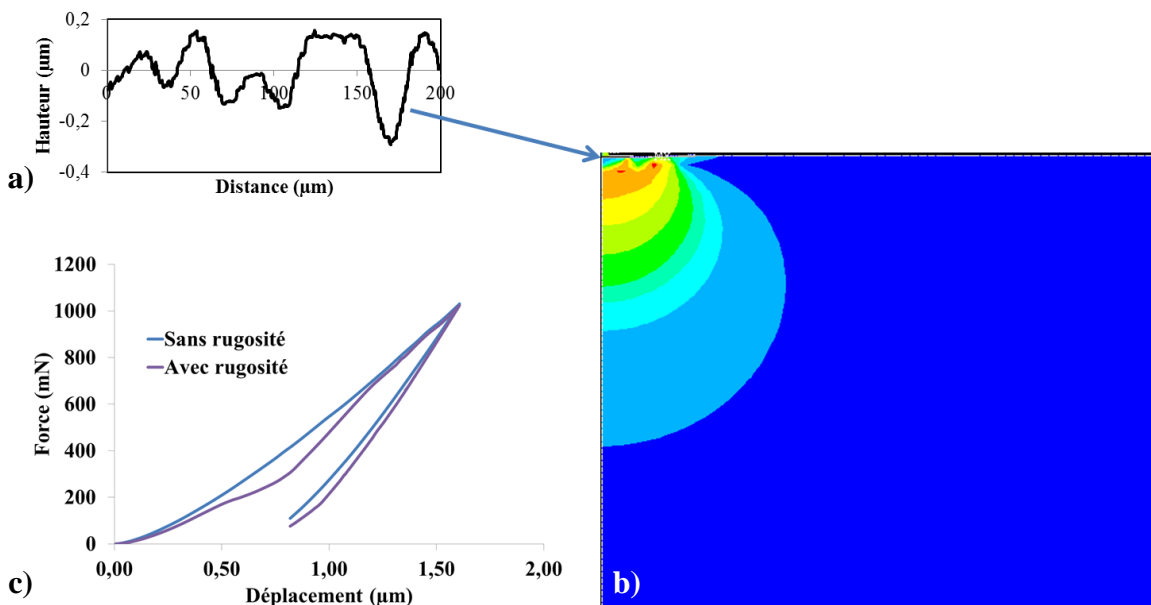 0,2
0
-0,2
-0,4
Hauteur (µm)
0 50 100 150 200
Distance (µm)
a)
MX
1200
1000
800
600
400
200
0
Force (mN)
Sans rugosité
Avec rugosité
0,00 0,50 1,00 1,50 2,00
Déplacement (µm)
c)
b)